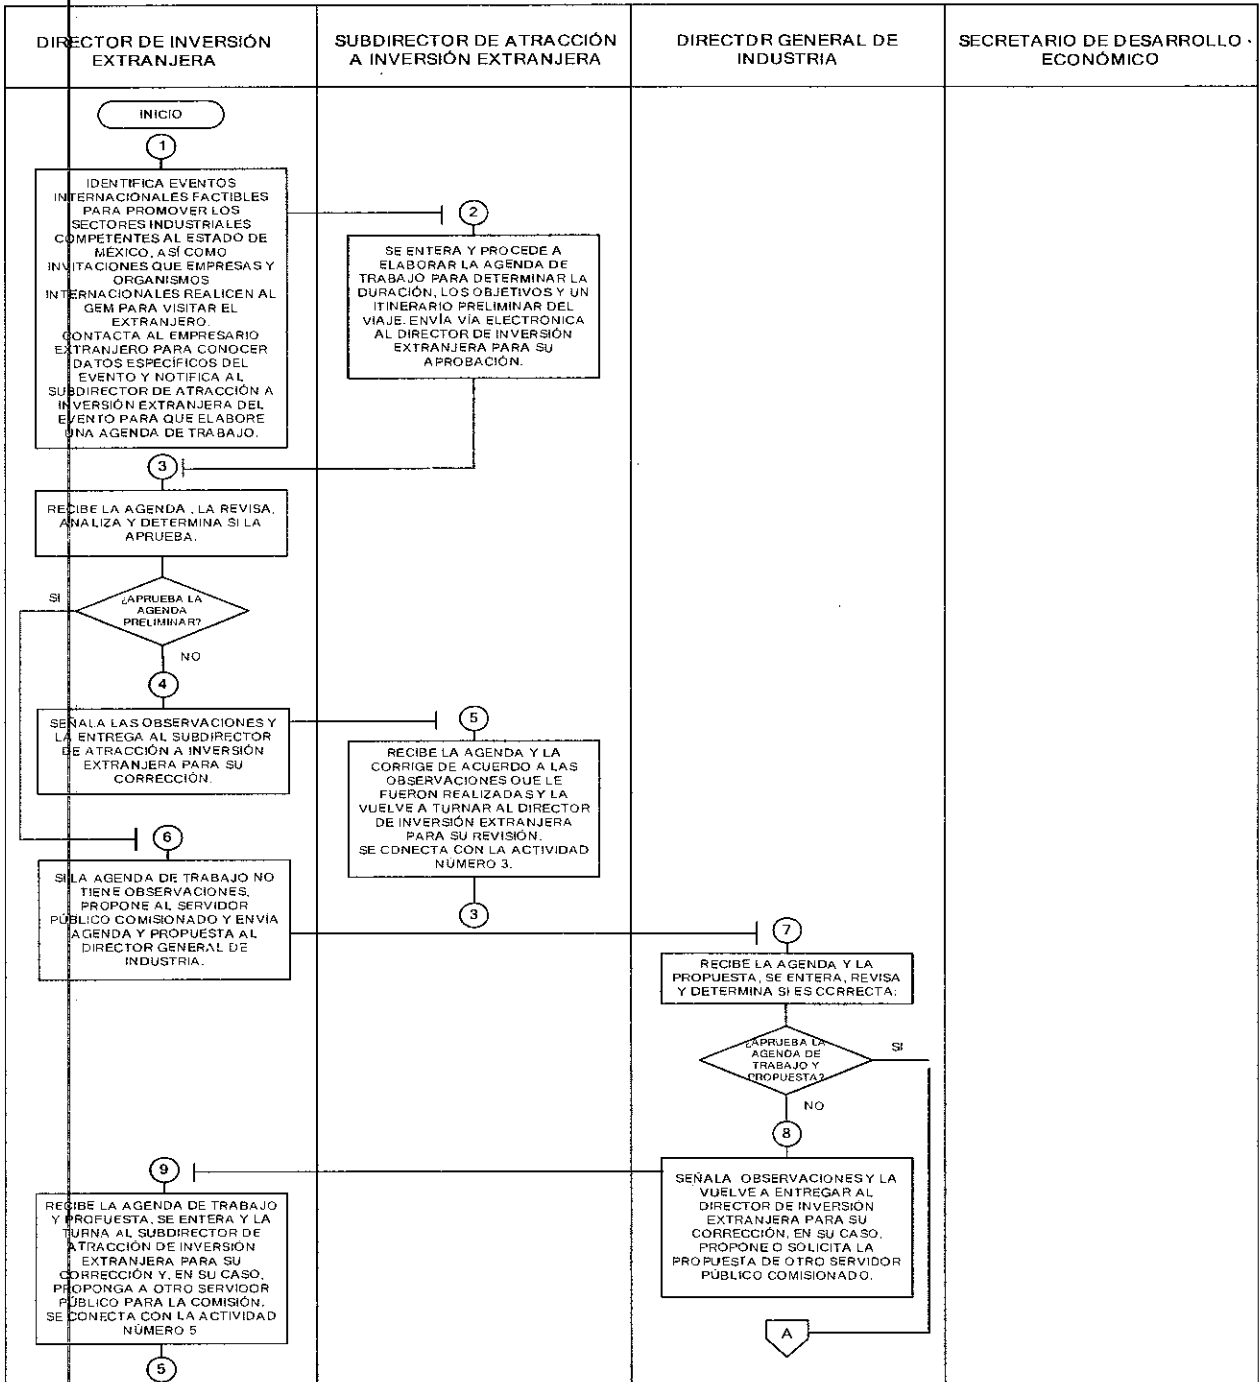 DIRECTOR DE INVERSIÓN
EXTRANJERA
SUBDIRECTOR DE ATRACCIÓN
A INVERSIÓN EXTRANJERA
DIRECTDR GENERAL DE
INDUSTRIA
SECRETARIO DE DESARROLLO
ECONÓMICO
INICIO
1
IDENTIFICA EVENTOS
INTERNACIONALES FACTIBLES
PARA PROMOVER LOS
SECTORES INDUSTRIALES
COMPETENTES AL ESTADO DE
MÉXICO, ASÍ COMO
INVITACIONES QUE EMPRESAS Y
ORGANISMOS
INTERNACIONALES REALICEN AL
GEM PARA VISITAR EL
EXTRANJERO.
CONTACTA AL EMPRESARIO
EXTRANJERO PARA CONOCER
DATOS ESPECÍFICOS DEL
EVENTO Y NOTIFICA AL
SUBDIRECTOR DE ATRACCIÓN A
INVERSIÓN EXTRANJERA DEL
EVENTO PARA QUE ELABORE
UNA AGENDA DE TRABAJO.
2
SE ENTERA Y PROCEDE A
ELABORAR LA AGENDA DE
TRABAJO PARA DETERMINAR LA
DURACIÓN, LOS OBJETIVOS Y UN
ITINERARIO PRELIMINAR DEL
VIAJE. ENVÍA VÍA ELECTRÓNICA
AL DIRECTOR DE INVERSIÓN
EXTRANJERA PARA SU
APROBACIÓN.
3
RECIBE LA AGENDA , LA REVISA,
ANALIZA Y DETERMINA SI LA
APRUEBA.
SI
¿APRUEBA LA
AGENDA
PRELIMINAR?
NO
4
SEÑALA LAS OBSERVACIONES Y
LA ENTREGA AL SUBDIRECTOR
DE ATRACCIÓN A INVERSIÓN
EXTRANJERA PARA SU
CORRECCIÓN.
5
RECIBE LA AGENDA Y LA
CORRIGE DE ACUERDO A LAS
OBSERVACIONES QUE LE
FUERON REALIZADAS Y LA
VUELVE A TURNAR AL DIRECTOR
DE INVERSIÓN EXTRANJERA
PARA SU REVISIÓN.
SE CONECTA CON LA ACTIVIDAD
NÚMERO 3.
3
6
SI LA AGENDA DE TRABAJO NO
TIENE OBSERVACIONES,
PROPONE AL SERVIDOR
PÚBLICO COMISIONADO Y ENVÍA
AGENDA Y PROPUESTA AL
DIRECTOR GENERAL DE
INDUSTRIA.
7
RECIBE LA AGENDA Y LA
PROPUESTA, SE ENTERA, REVISA
Y DETERMINA SI ES CORRECTA.
¿APRUEBA LA
AGENDA DE
TRABAJO Y
PROPUESTA?
SI
NO
8
SEÑALA OBSERVACIONES Y LA
VUELVE A ENTREGAR AL
DIRECTOR DE INVERSIÓN
EXTRANJERA PARA SU
CORRECCIÓN, EN SU CASO,
PROPONE O SOLICITA LA
PROPUESTA DE OTRO SERVIDOR
PÚBLICO COMISIONADO.
9
RECIBE LA AGENDA DE TRABAJO
Y PROPUESTA, SE ENTERA Y LA
TURNA AL SUBDIRECTOR DE
ATRACCIÓN DE INVERSIÓN
EXTRANJERA PARA SU
CORRECCIÓN Y, EN SU CASO,
PROPONGA A OTRO SERVIDOR
PÚBLICO PARA LA COMISIÓN.
SE CONECTA CON LA ACTIVIDAD
NÚMERO 5
5
A